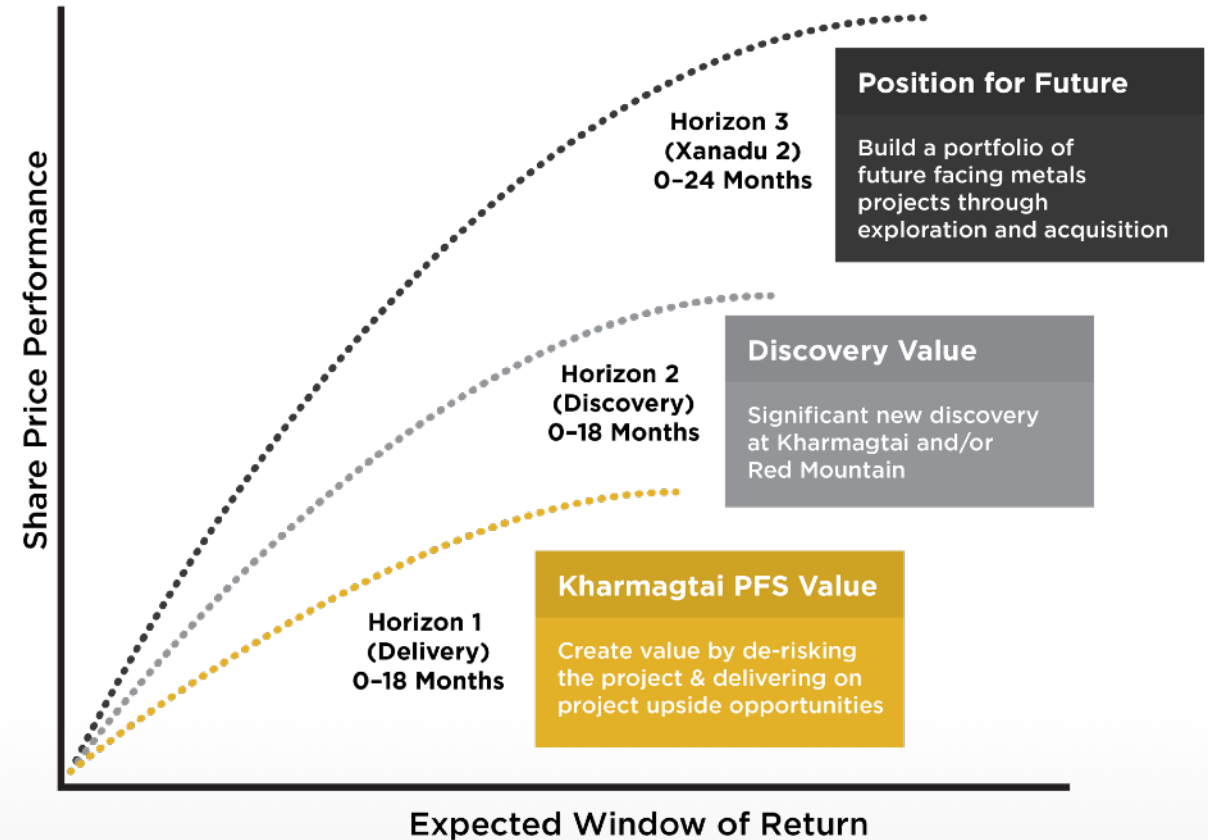 Share Price Performance
Horizon 3
(Xanadu 2)
0–24 Months
Position for Future
Build a portfolio of
future facing metals
projects through
exploration and acquisition
Horizon 2
(Discovery)
0–18 Months
Discovery Value
Significant new discovery
at Kharmagtai and/or
Red Mountain
Horizon 1
(Delivery)
0–18 Months
Kharmagtai PFS Value
Create value by de-risking
the project & delivering on
project upside opportunities
Expected Window of Return